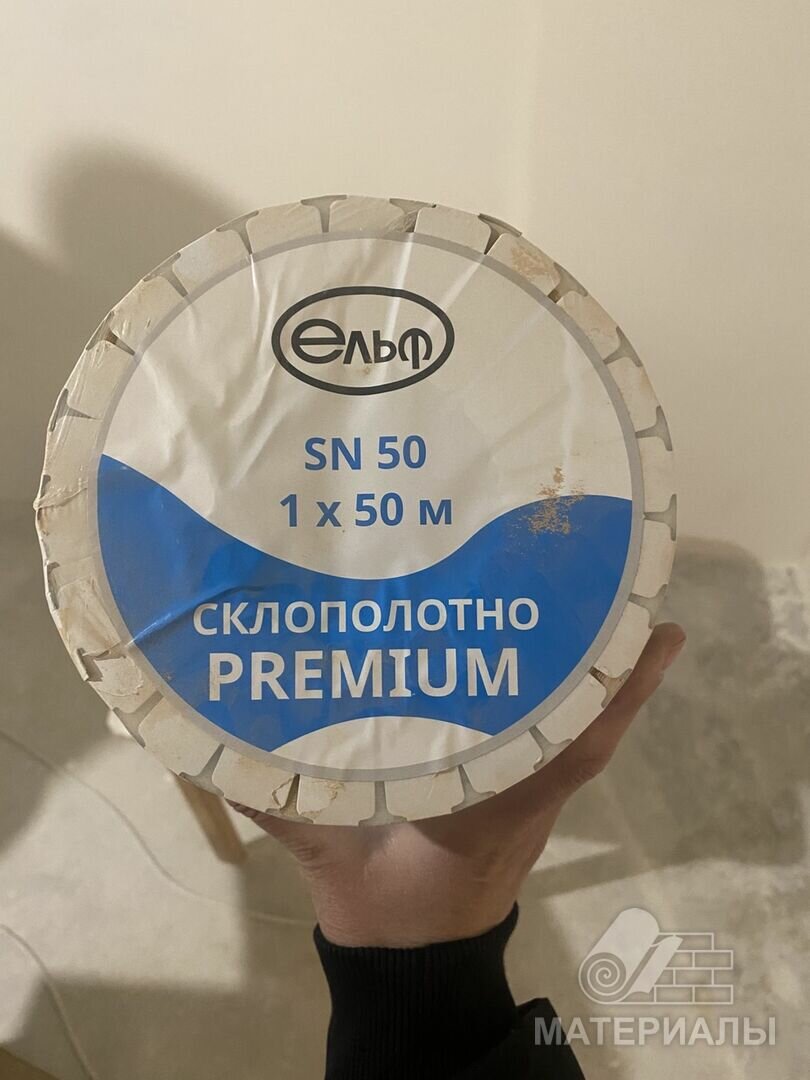 ельф
SN 50
1 x 50 м
СКЛОПОЛОТНО
PREMIUM
МАТЕРИАЛЫ